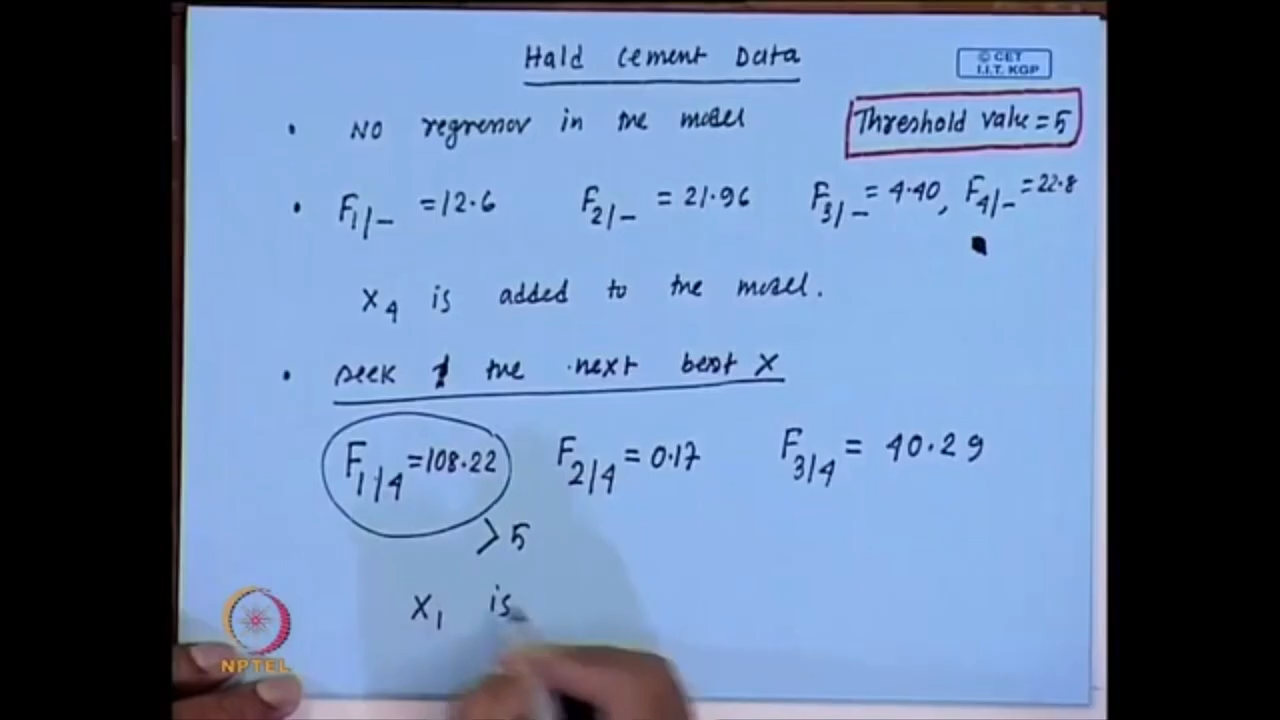 Hald Cement Data
© CET
I.I.T. KGP
• NO regressor in the model
Threshold value = 5
• F1/- = 12.6 F2/- = 21.96 F3/- = 4.40, F4/- = 22.8
X4 is added to the model.
• seek the next best X
F1/4 = 108.22 F2/4 = 0.17 F3/4 = 40.29
> 5
X1 is
NPTEL